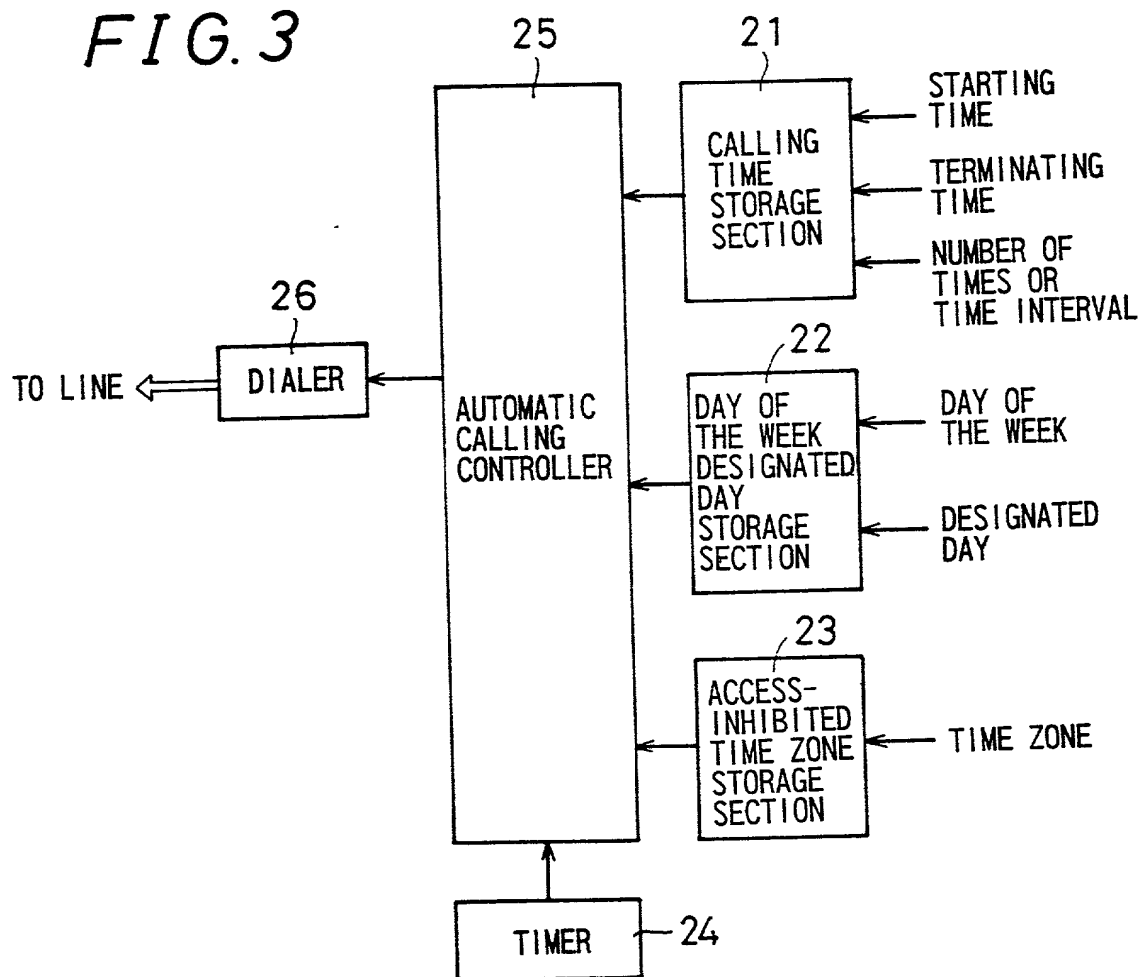 FIG. 3
25
21
STARTING
TIME
CALLING
TIME
STORAGE
SECTION
TERMINATING
TIME
NUMBER OF
TIMES OR
TIME INTERVAL
26
TO LINE
DIALER
AUTOMATIC
CALLING
CONTROLLER
22
DAY OF
THE WEEK
DESIGNATED
DAY
STORAGE
SECTION
DAY OF
THE WEEK
DESIGNATED
DAY
23
ACCESS-
INHIBITED
TIME ZONE
STORAGE
SECTION
TIME ZONE
TIMER
24